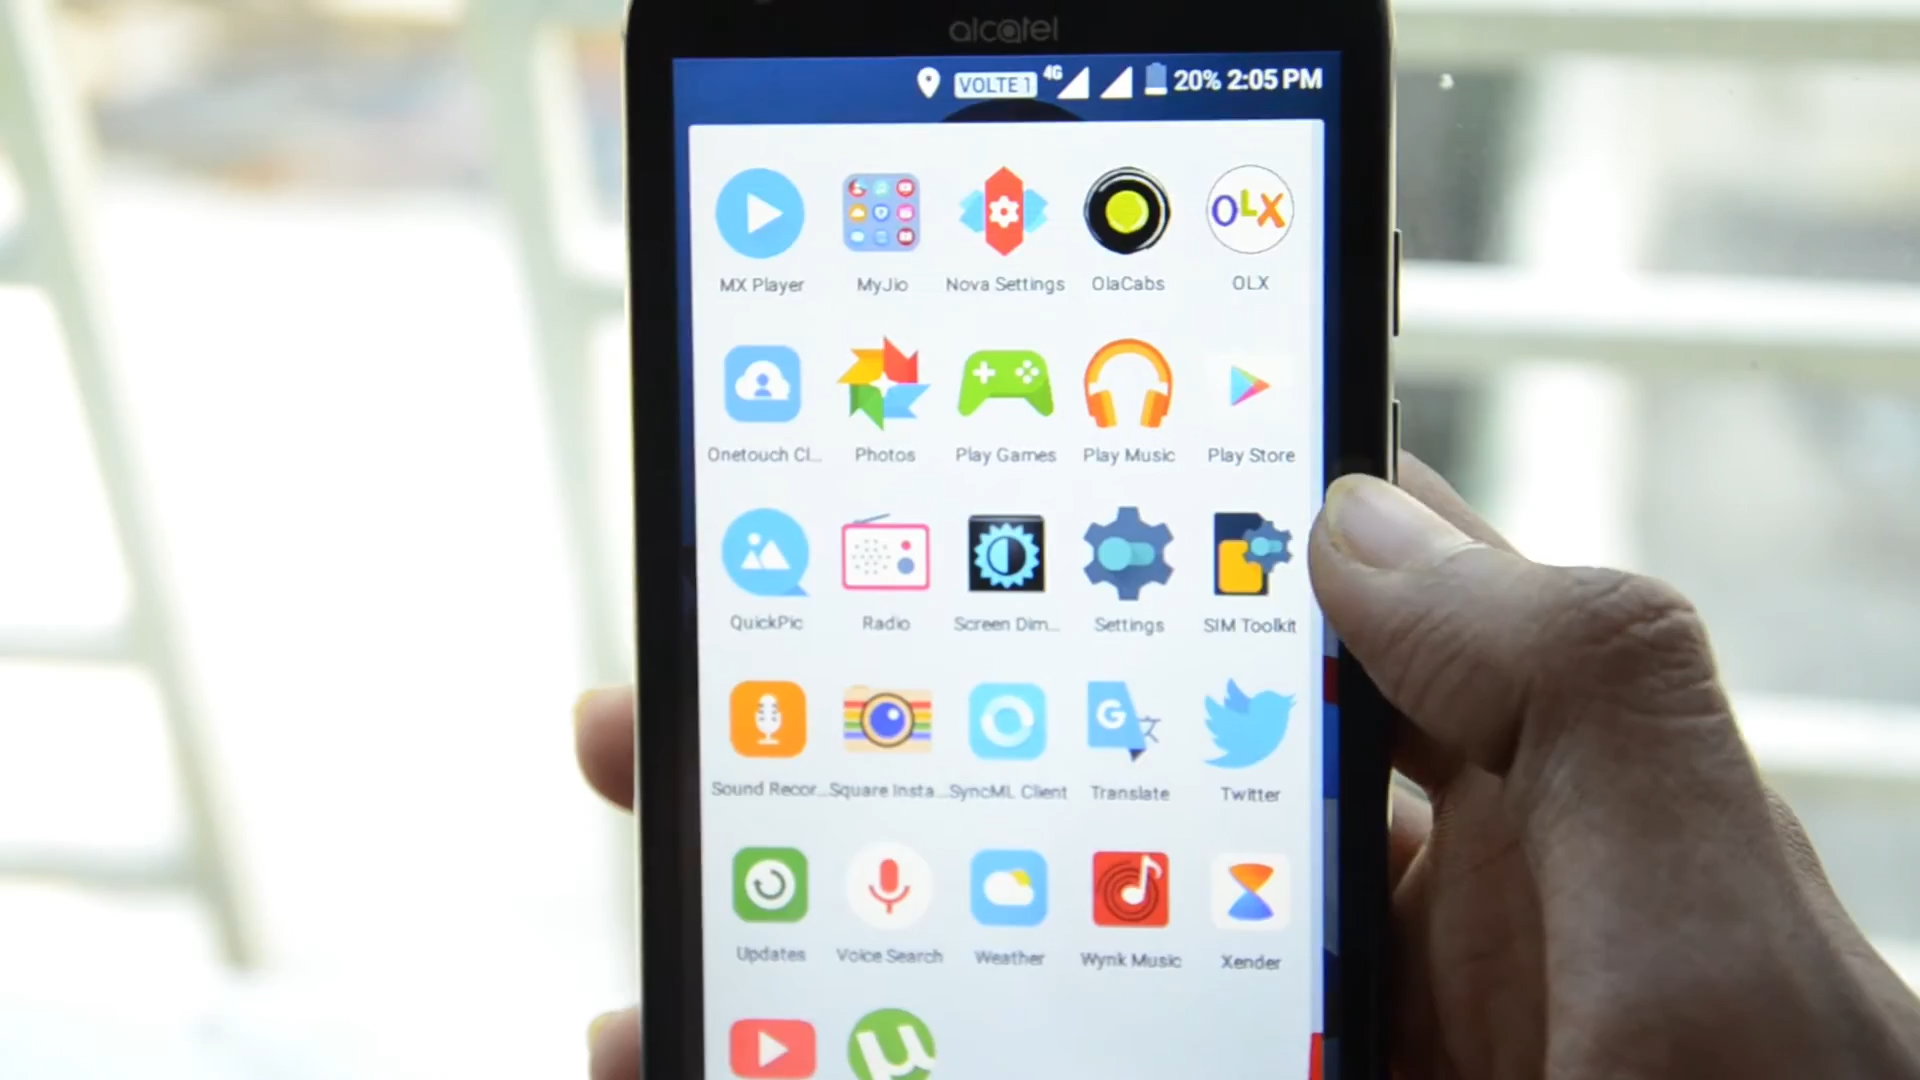 alcatel
VOLTE 1 4G 20% 2:05 PM
OLX
MX Player MyJio Nova Settings OlaCabs OLX
Onetouch Cl... Photos Play Games Play Music Play Store
QuickPic Radio Screen Dim... Settings SIM Toolkit
G
Sound Recor... Square Insta... SyncML Client Translate Twitter
Updates Voice Search Weather Wynk Music Xender
µ